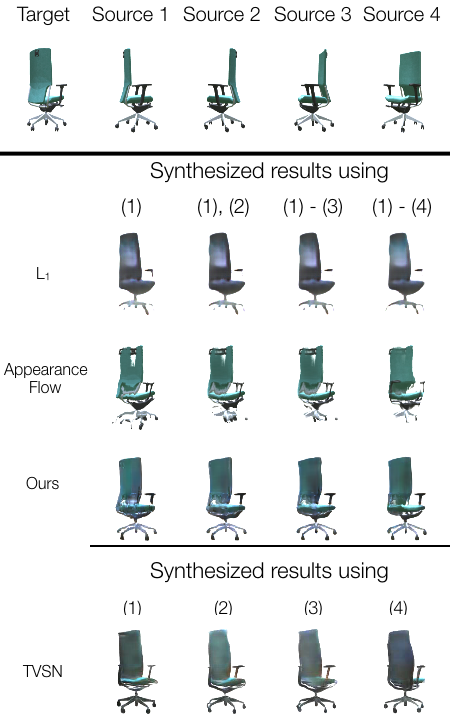 Target Source 1 Source 2 Source 3 Source 4
Synthesized results using
(1) (1), (2) (1) - (3) (1) - (4)
L₁
Appearance
Flow
Ours
Synthesized results using
(1) (2) (3) (4)
TVSN